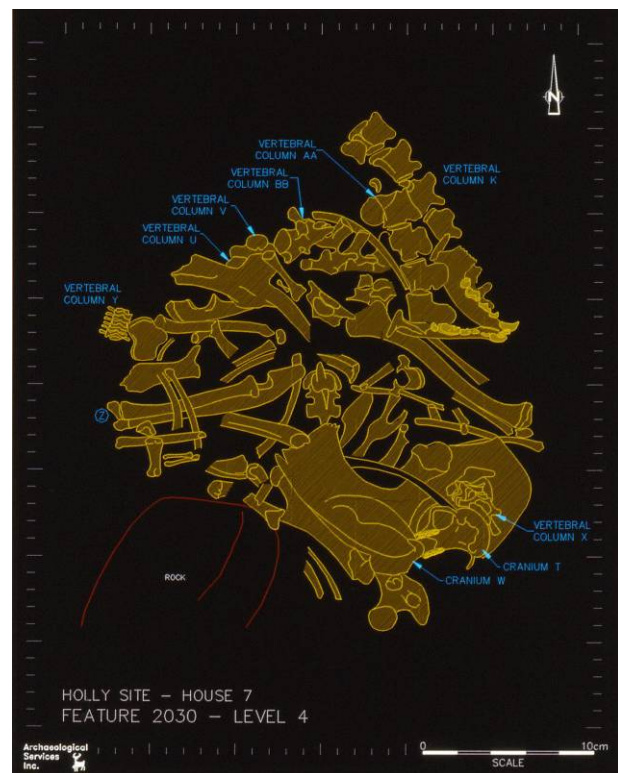 N
VERTEBRAL
COLUMN AA
VERTEBRAL
COLUMN K
VERTEBRAL
COLUMN BB
VERTEBRAL
COLUMN V
VERTEBRAL
COLUMN U
VERTEBRAL
COLUMN Y
Z
VERTEBRAL
COLUMN X
CRANIUM T
CRANIUM W
ROCK
HOLLY SITE - HOUSE 7
FEATURE 2030 - LEVEL 4
Archaeological
Services
Inc.
0 10cm
SCALE